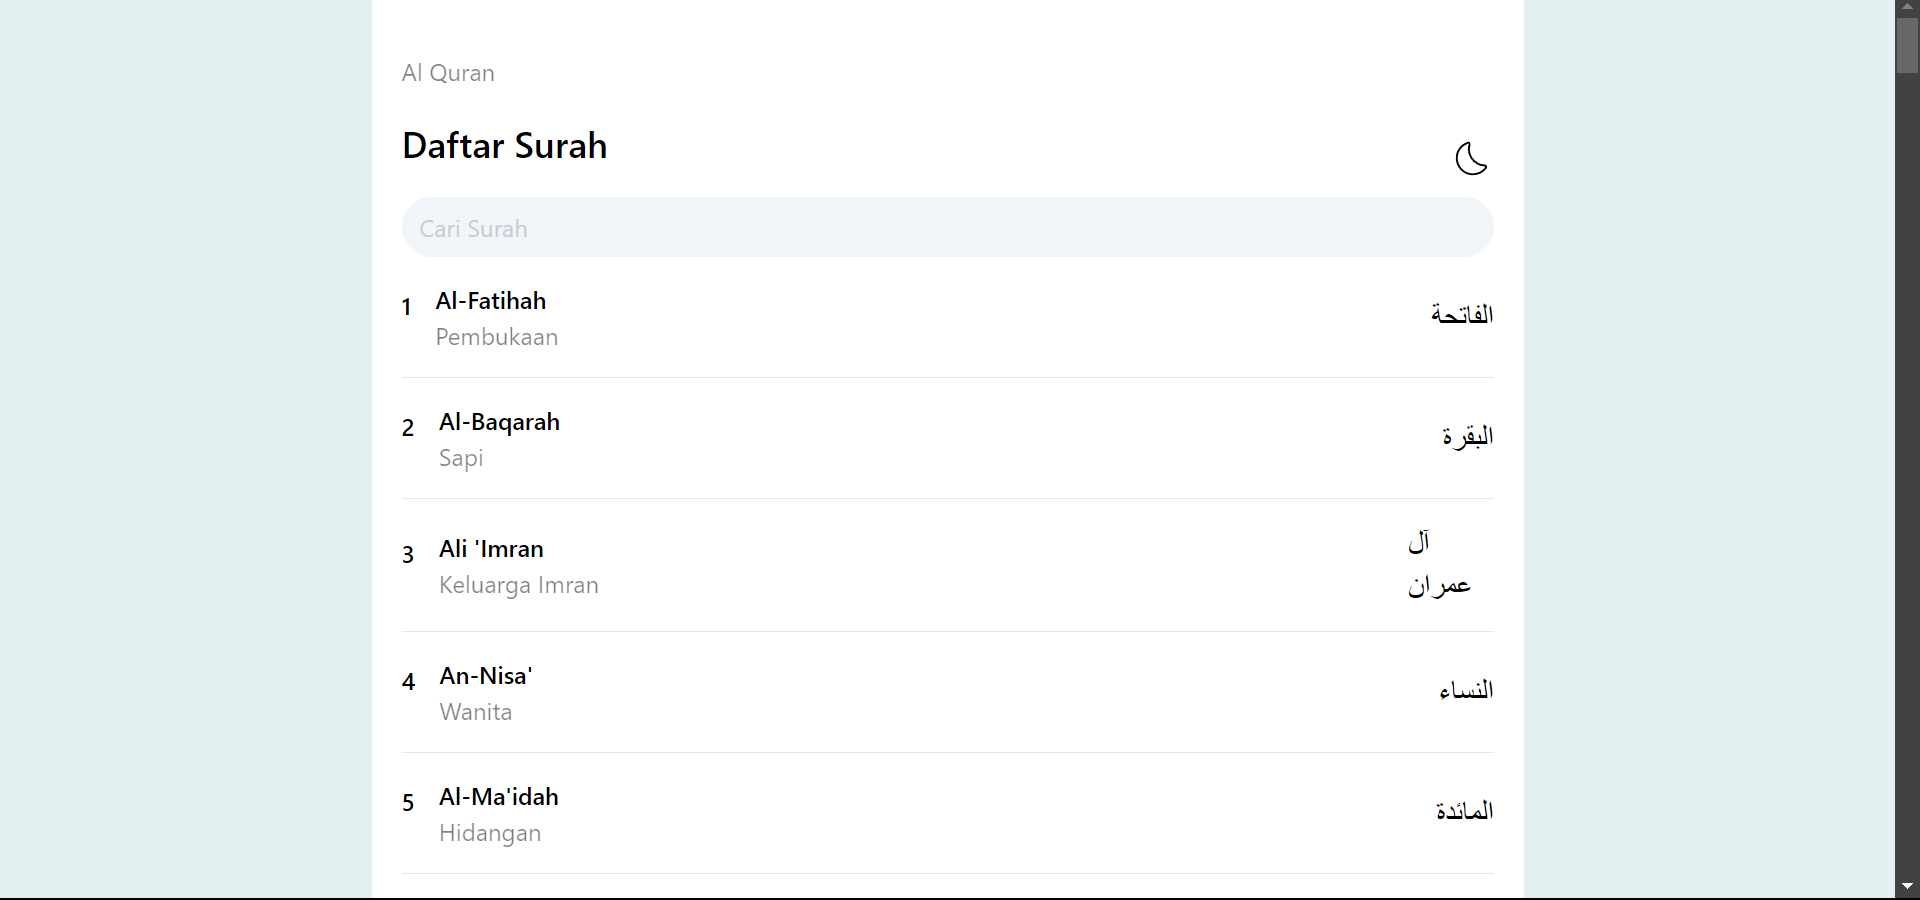 Al Quran
Daftar Surah
Cari Surah
1 Al-Fatihah الفاتحة
Pembukaan
2 Al-Baqarah البقرة
Sapi
3 Ali 'Imran آل
عمران
Keluarga Imran
4 An-Nisa' النساء
Wanita
5 Al-Ma'idah المائدة
Hidangan